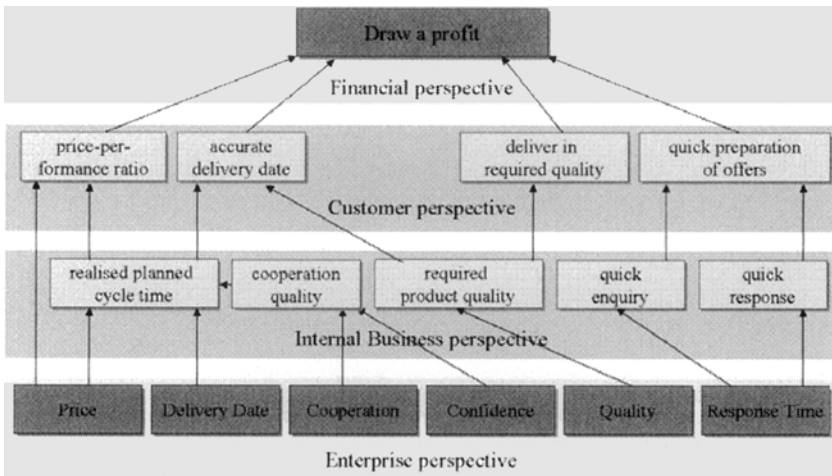 Draw a profit
Financial perspective
price-per-
formance ratio
accurate
delivery date
deliver in
required quality
quick preparation
of offers
Customer perspective
realised planned
cycle time
cooperation
quality
required
product quality
quick
enquiry
quick
response
Internal Business perspective
Price
Delivery Date
Cooperation
Confidence
Quality
Response Time
Enterprise perspective